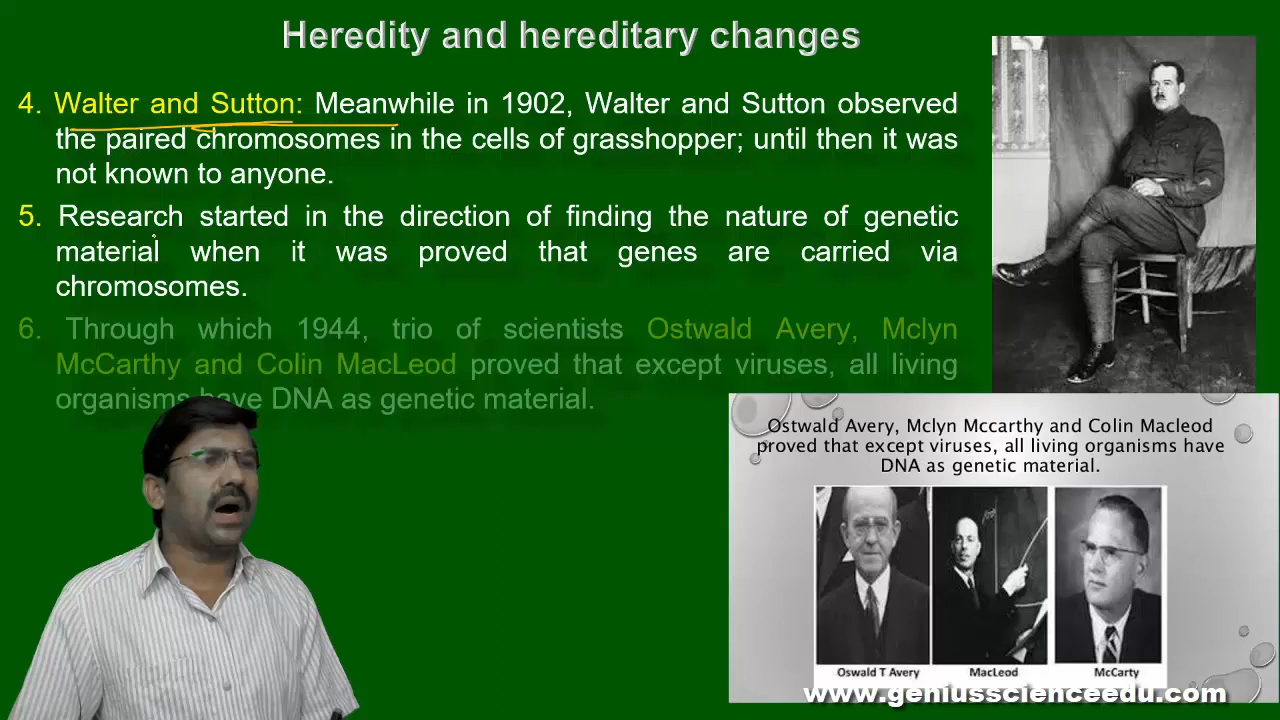 Heredity and hereditary changes
4. Walter and Sutton: Meanwhile in 1902, Walter and Sutton observed
the paired chromosomes in the cells of grasshopper; until then it was
not known to anyone.
5. Research started in the direction of finding the nature of genetic
material when it was proved that genes are carried via
chromosomes.
6. Through which 1944, trio of scientists Ostwald Avery, Mclyn
McCarthy and Colin MacLeod proved that except viruses, all living
organisms have DNA as genetic material.
Ostwald Avery, Mclyn Mccarthy and Colin Macleod
proved that except viruses, all living organisms have
DNA as genetic material.
Oswald T Avery MacLeod McCarty
www.geniusscienceedu.com